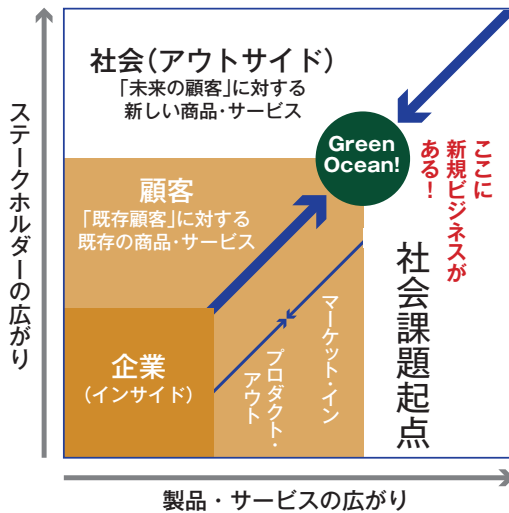 社会（アウトサイド）
「未来の顧客」に対する
新しい商品・サービス
Green
Ocean!
ここに
新規ビジネスが
ある！
顧客
「既存顧客」に対する
既存の商品・サービス
社会課題起点
マーケット・イン
プロダクト・
アウト
企業
（インサイド）
ステークホルダーの広がり
製品・サービスの広がり